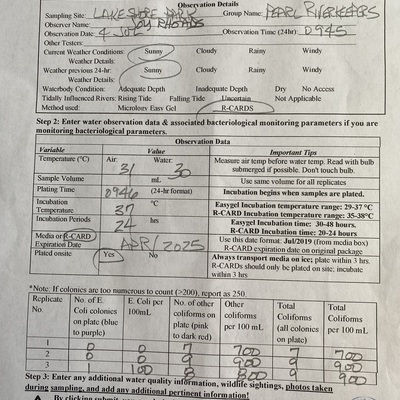 Observation Details
Sampling Site: LAKESHORE Group Name: PEARL RIVERKEEPERS
Observer Name: RHOADS
Observation Date: 4 Observation Time (24hr) 0945
Other Testers:
Current Weather Conditions: Sunny Cloudy Rainy Windy
Weather Details:
Weather previous 24-hr: Sunny Cloudy Rainy Windy
Weather Details:
Waterbody Condition: Adequate Depth Inadequate Depth Dry No Access
Tidally Influenced Rivers: Rising Tide Falling Tide Uncertain Not Applicable
Method used: Micrology Easy Gel R-CARDS
Step 2: Enter water observation data & associated bacteriological monitoring parameters if you are
monitoring bacteriological parameters.
Observation Data
Variable Value Important Tips
Temperature (°C) Air: 31 Water: 30 Measure air temp before water temp. Read with bulb
submerged if possible. Don't touch bulb.
Sample Volume mL Use same volume for all replicates
Plating Time 0946 (24-hr format) Incubation begins when samples are plated.
Incubation Temperature 37 °C Easygel Incubation temperature range: 29-37 °C
R-CARD Incubation temperature range: 35-38°C
Incubation Periods 24 hrs Easygel Incubation time: 30-48 hours.
R-CARD Incubation time: 20-24 hours
Media or R-CARD Expiration Date APR/2025 Use this date format: Jul/2019 (from media box)
R-CARD expiration date on original package
Plated onsite Yes No Always transport media on ice; plate within 3 hrs.
R-CARDs should only be plated on site; incubate
within 3 hrs.
*Note: If colonies are too numerous to count (>200), report as 250.
Replicate No. No. of E. Coli colonies on plate (blue to purple) E. Coli per 100mL No. of other coliforms on plate (pink to dark red) Other coliforms per 100 mL Total Coliforms (all colonies on plate) Total Coliforms per 100 mL
1 0 0 7 700 7 700
2 0 0 9 900 9 900
3 1 100 8 800 9 900
Step 3: Enter any additional water quality information, wildlife sightings, photos taken
during sampling, and add any additional pertinent information!
By clicking submit